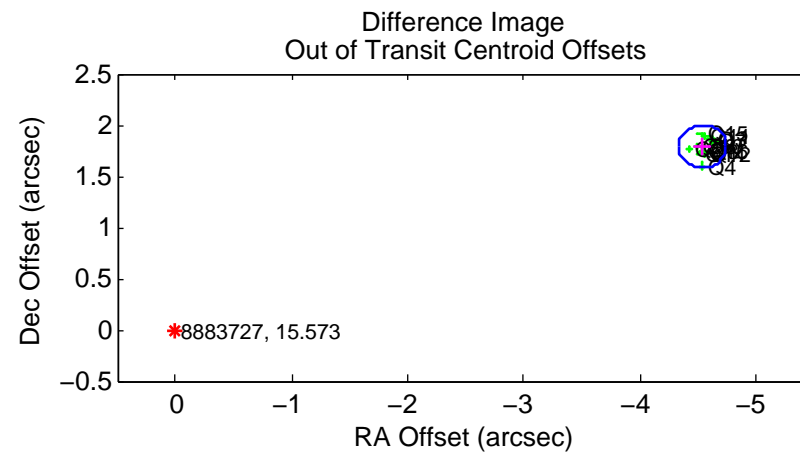 Difference Image
Out of Transit Centroid Offsets
2.5
2
1.5
1
0.5
0
−0.5
Dec Offset (arcsec)
Q15
Q4
8883727, 15.573
0
−1
−2
−3
−4
−5
RA Offset (arcsec)